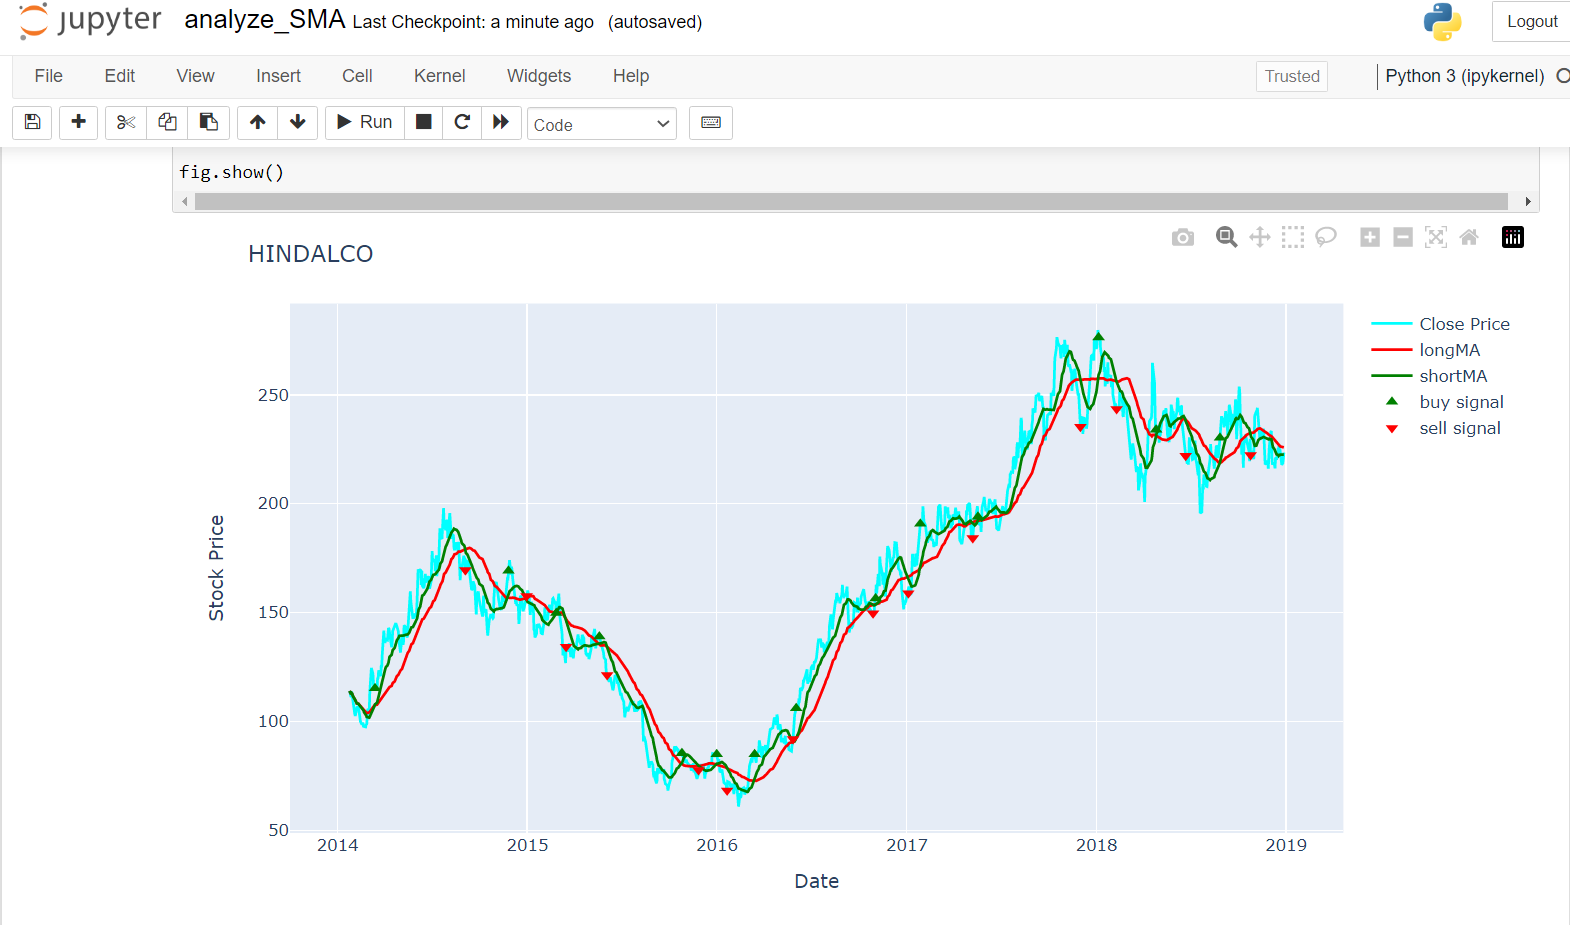 jupyter analyze_SMA Last Checkpoint: a minute ago (autosaved) Logout
File Edit View Insert Cell Kernel Widgets Help Trusted Python 3 (ipykernel)
Run Code
fig.show()
HINDALCO
Close Price
longMA
shortMA
buy signal
sell signal
250
200
150
100
50
Stock Price
2014 2015 2016 2017 2018 2019
Date